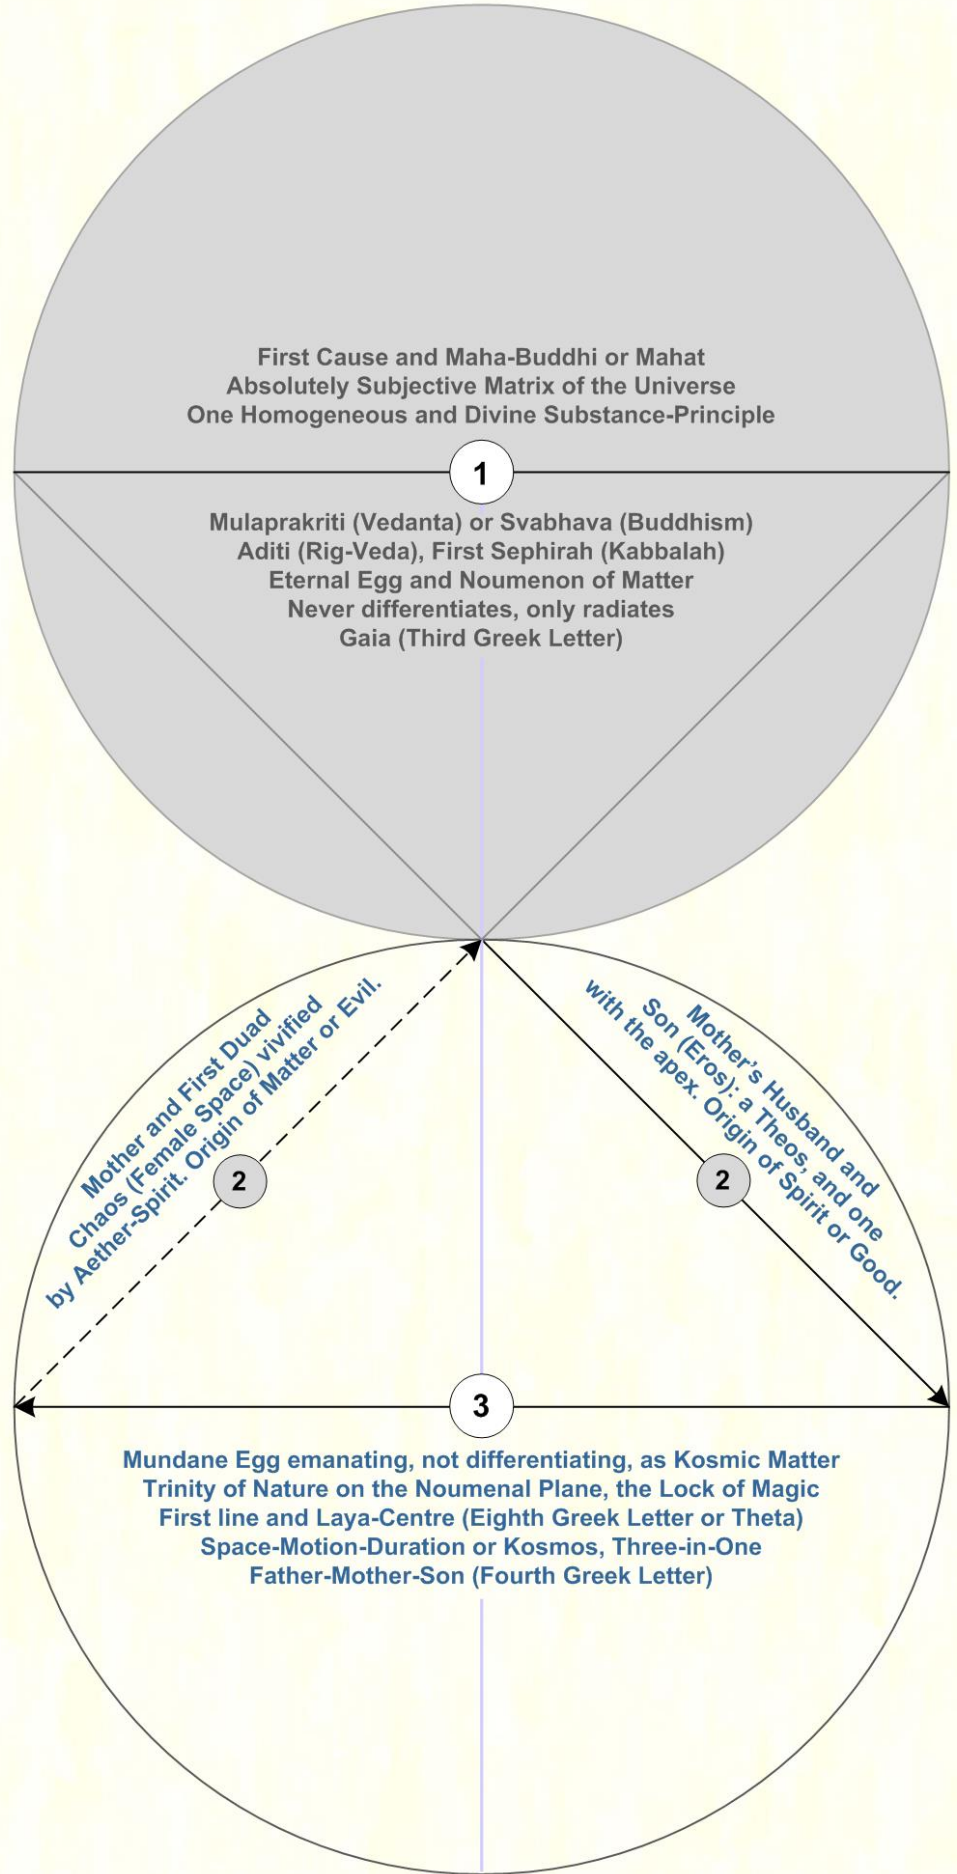 First Cause and Maha-Buddhi or Mahat
Absolutely Subjective Matrix of the Universe
One Homogeneous and Divine Substance-Principle
1
Mulaprakriti (Vedanta) or Svabhava (Buddhism)
Aditi (Rig-Veda), First Sephirah (Kabbalah)
Eternal Egg and Noumenon of Matter
Never differentiates, only radiates
Gaia (Third Greek Letter)
Mother and First Duad
Chaos (Female Space) vivified
by Aether-Spirit. Origin of Matter or Evil.
2
Mother's Husband and
Son (Eros): a Theos, and one
with the apex. Origin of Spirit or Good.
2
3
Mundane Egg emanating, not differentiating, as Kosmic Matter
Trinity of Nature on the Noumenal Plane, the Lock of Magic
First line and Laya-Centre (Eighth Greek Letter or Theta)
Space-Motion-Duration or Kosmos, Three-in-One
Father-Mother-Son (Fourth Greek Letter)